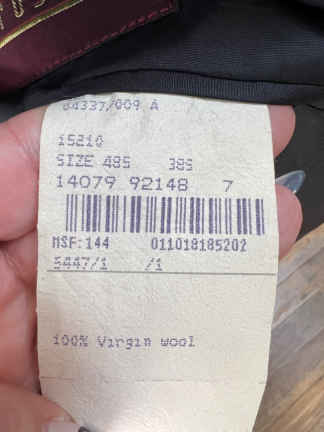 04337/009 A
15210
SIZE 48S 38S
14079 92148 7
MSF:144 011018185202
5447/1 /1
100% Virgin wool